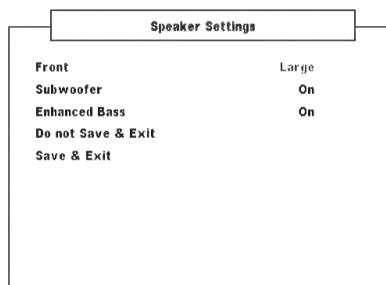 Speaker Settings
Front Large
Subwoofer On
Enhanced Bass On
Do not Save & Exit
Save & Exit